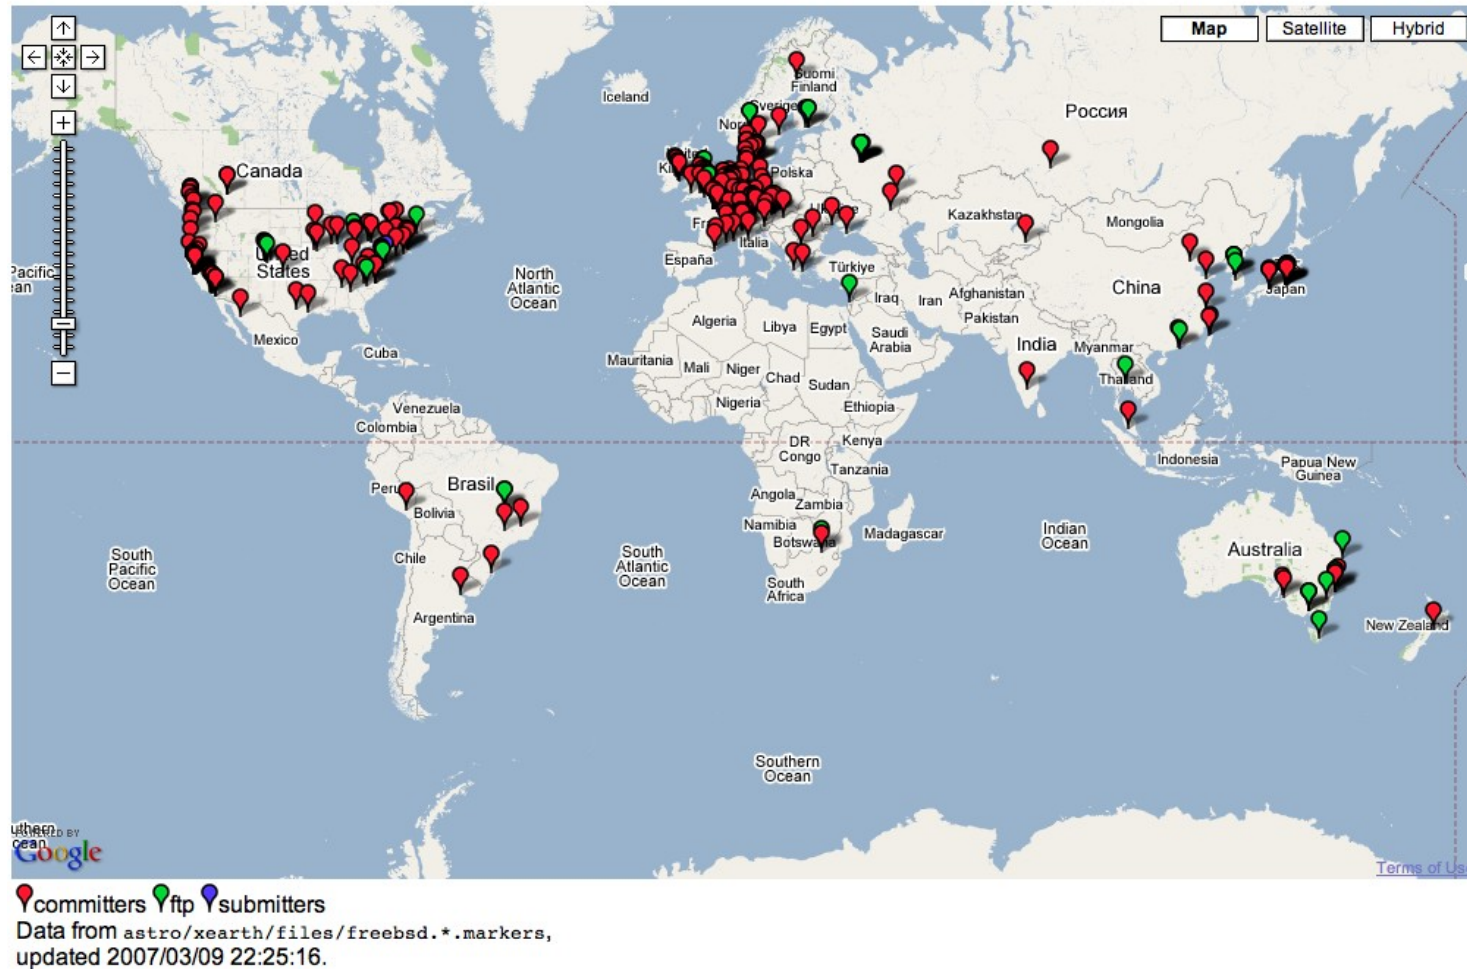 Map Satellite Hybrid
Suomi
Finland
Iceland
Sverige
Россия
Polska
Canada
Kazakhstan
Mongolia
Italia
United
States
España
Türkiye
North
Atlantic
Ocean
Pacific
China
Japan
Iraq Iran Afghanistan
Pakistan
Algeria Libya Egypt
Saudi
Arabia
Mexico
Cuba
India Myanmar
Mauritania Mali Niger Chad Sudan
Thailand
Nigeria Ethiopia
Venezuela
Colombia
DR
Congo
Kenya
Tanzania
Indonesia
Papua New
Guinea
Peru Brasil
Bolivia
Angola Zambia
Namibia
Botswana
Madagascar
Indian
Ocean
Australia
Chile
South
Pacific
Ocean
South
Atlantic
Ocean
South
Africa
Argentina
New Zealand
Southern
Ocean
POWERED BY
Google
Terms of Us
committers ftp submitters
Data from astro/xearth/files/freebsd.*.markers,
updated 2007/03/09 22:25:16.